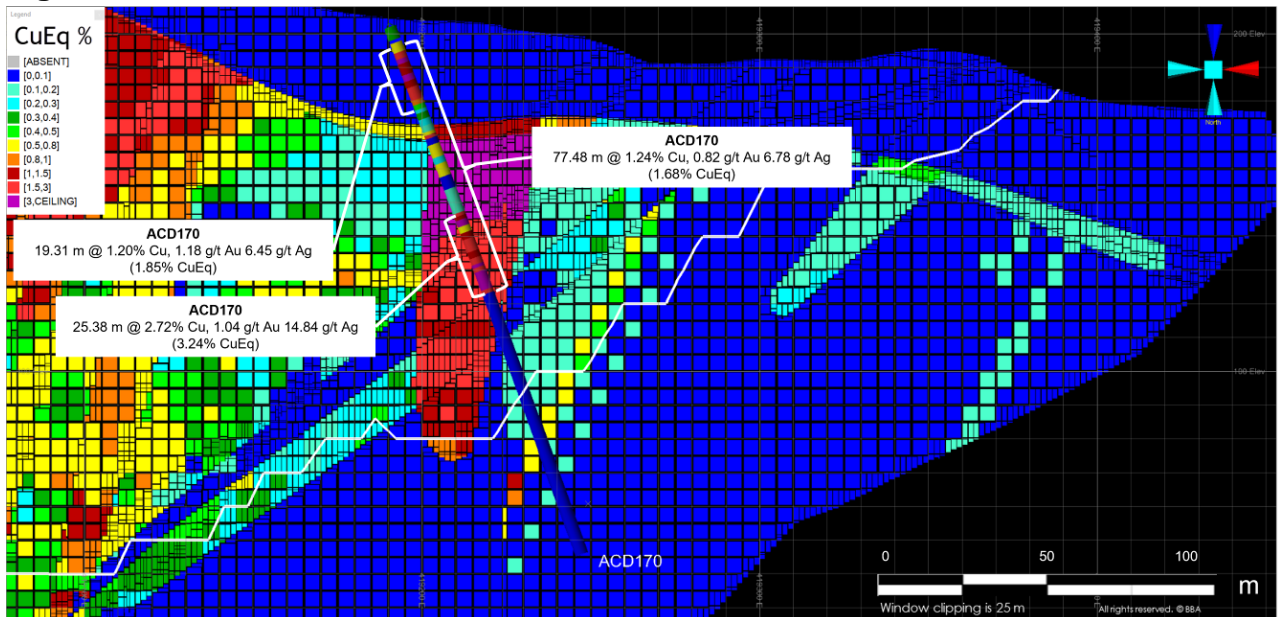 Legend
CuEq %
[ABSENT]
[0,0.1]
[0.1,0.2]
[0.2,0.3]
[0.3,0.4]
[0.4,0.5]
[0.5,0.8]
[0.8,1]
[1,1.5]
[1.5,3]
[3,CEILING]
200 Elev
North
ACD170
77.48 m @ 1.24% Cu, 0.82 g/t Au 6.78 g/t Ag
(1.68% CuEq)
ACD170
19.31 m @ 1.20% Cu, 1.18 g/t Au 6.45 g/t Ag
(1.85% CuEq)
ACD170
25.38 m @ 2.72% Cu, 1.04 g/t Au 14.84 g/t Ag
(3.24% CuEq)
100 Elev
ACD170
0 50 100
m
Window clipping is 25 m
All rights reserved. © BBA